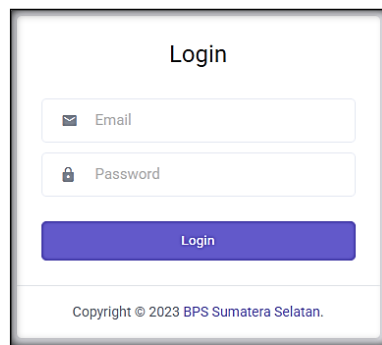 Login
Email
Password
Login
Copyright © 2023 BPS Sumatera Selatan.